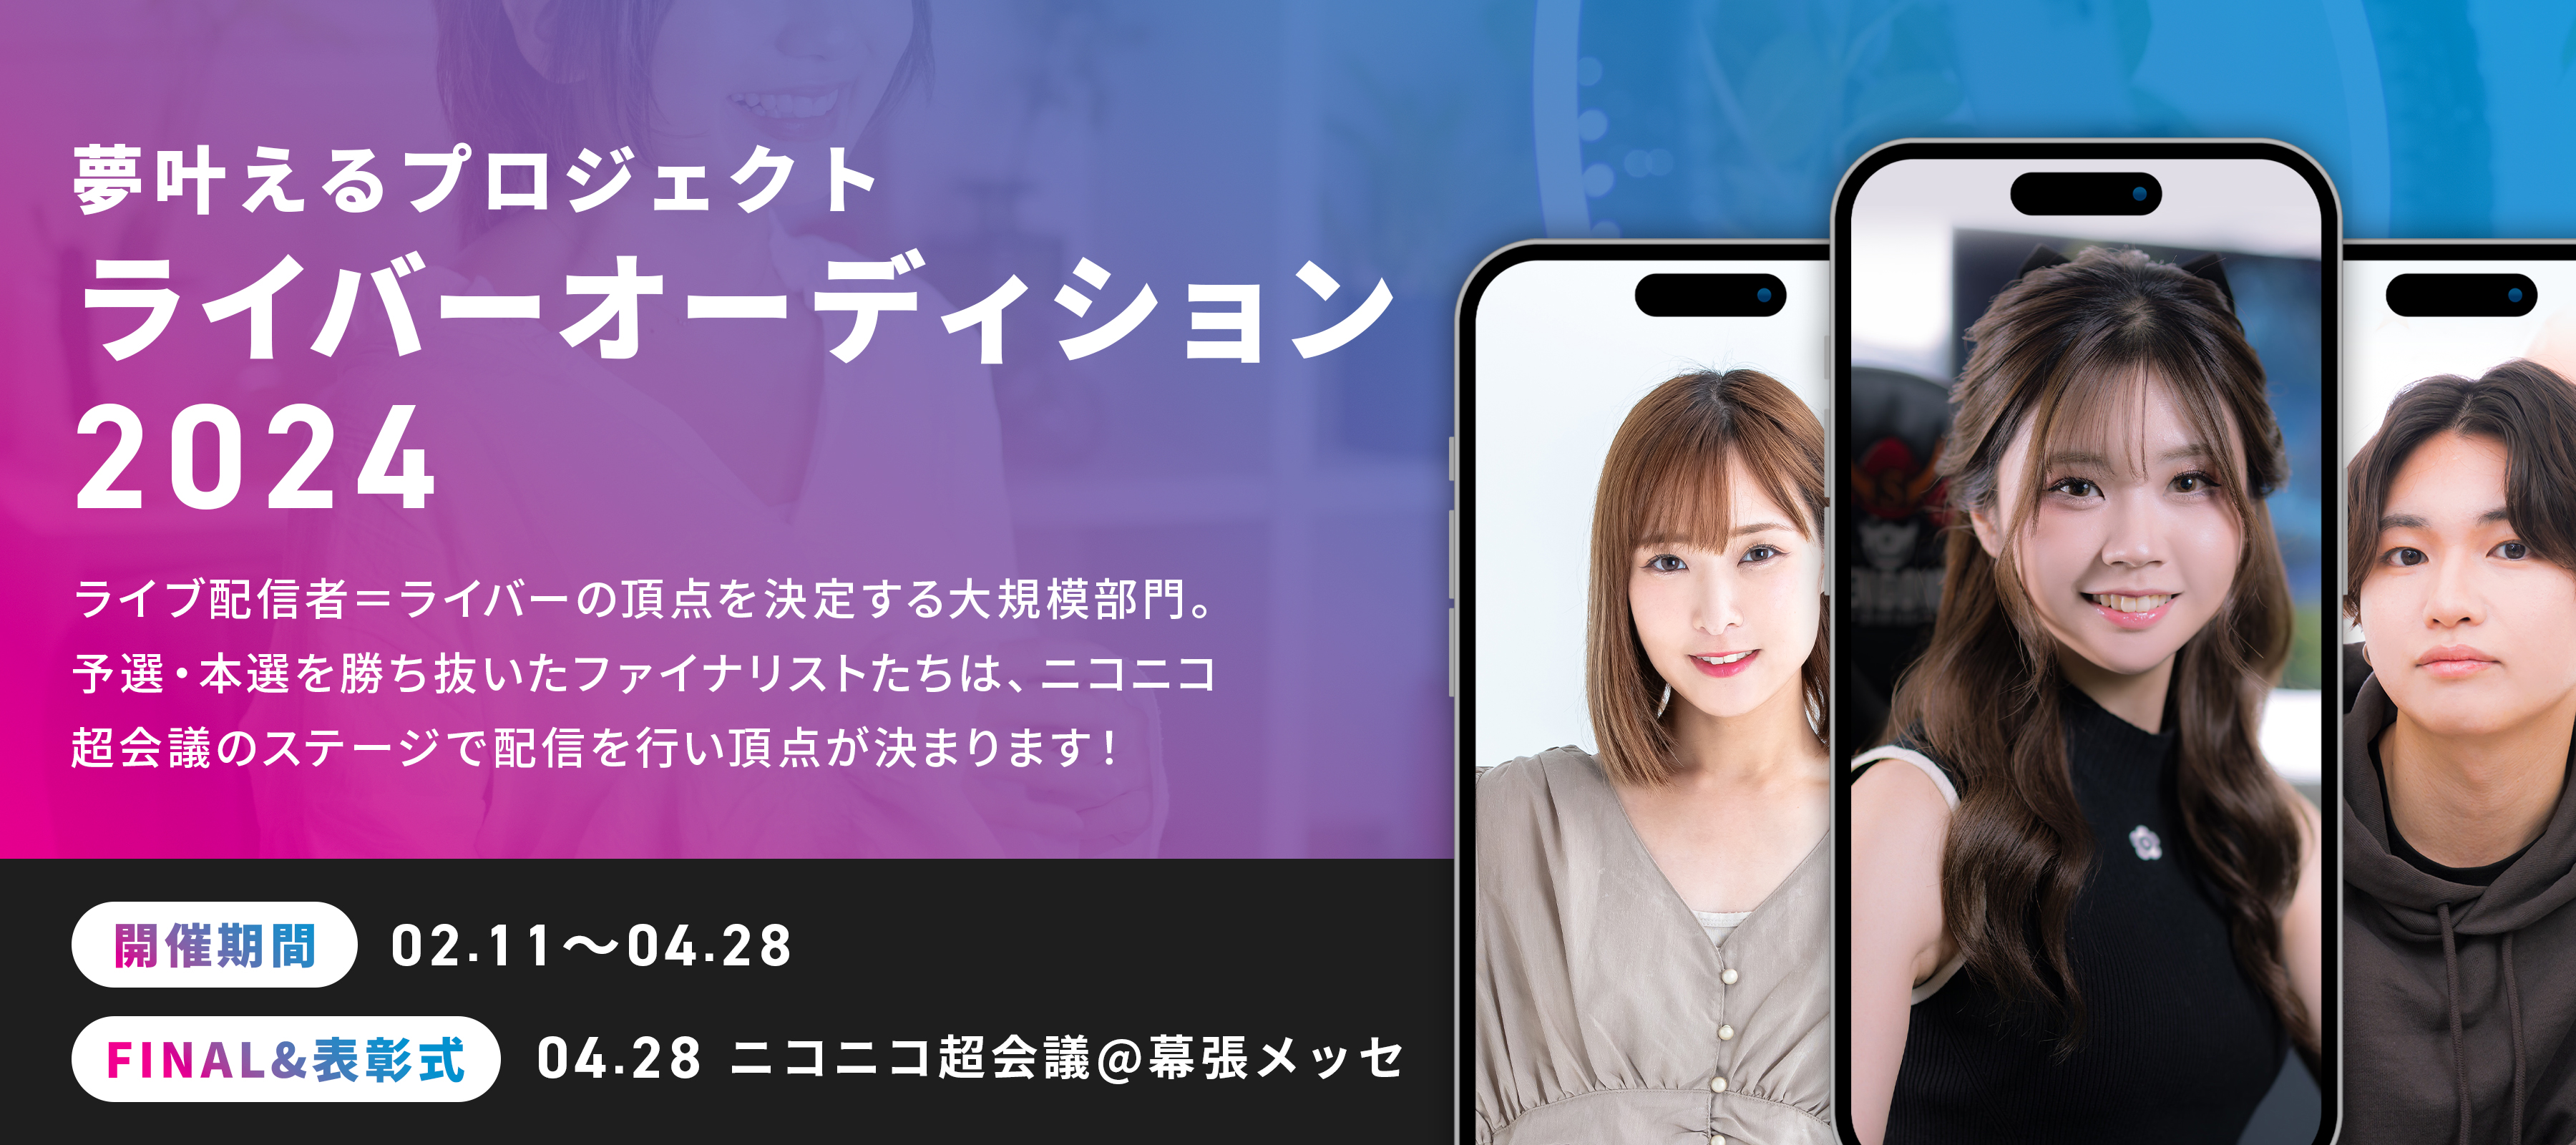 夢叶えるプロジェクト
ライバーオーディション
2024
ライブ配信者＝ライバーの頂点を決定する大規模部門。
予選・本選を勝ち抜いたファイナリストたちは、ニコニコ
超会議のステージで配信を行い頂点が決まります！
開催期間 02.11〜04.28
FINAL&表彰式 04.28 ニコニコ超会議@幕張メッセ